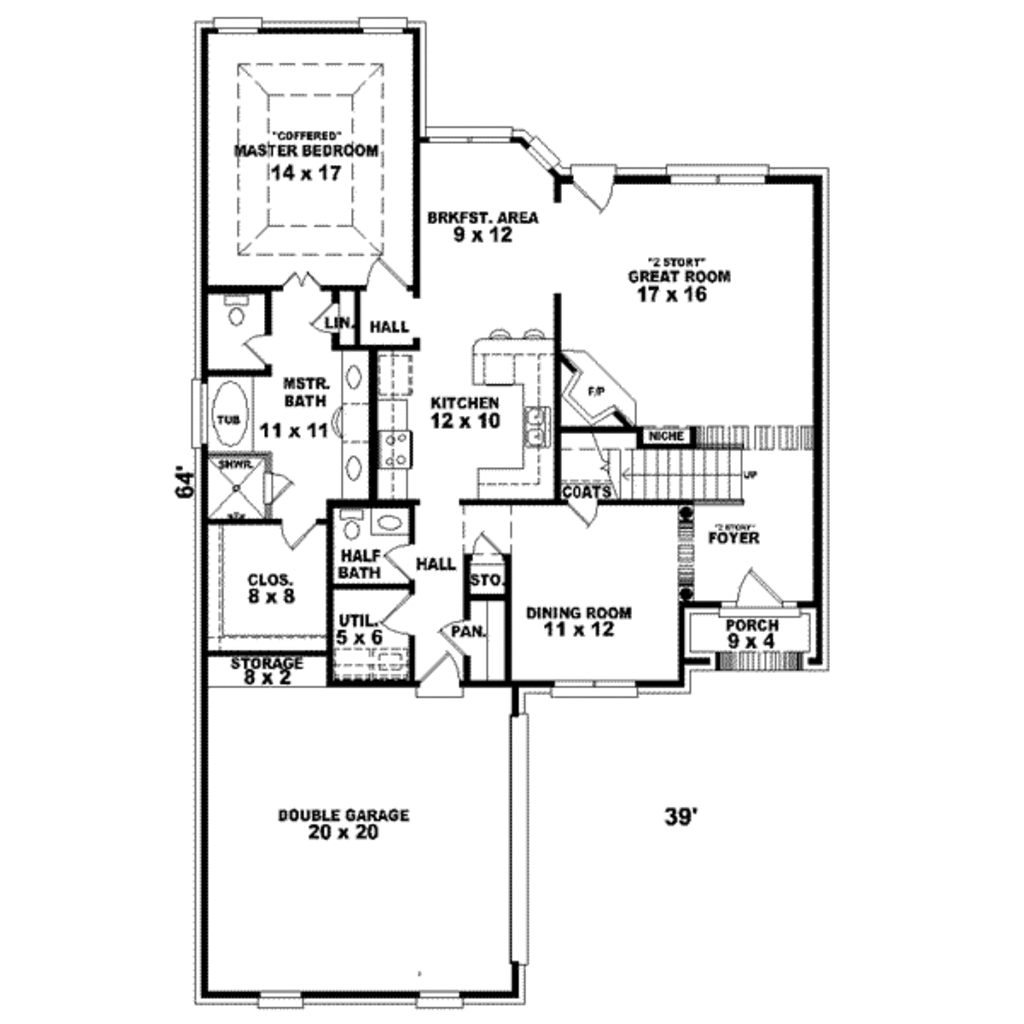 "COFFERED"
MASTER BEDROOM
14 x 17
BRKFST. AREA
9 x 12
"2 STORY"
GREAT ROOM
17 x 16
LIN.
HALL
MSTR.
BATH
11 x 11
TUB
SHWR.
KITCHEN
12 x 10
F/P
NICHE
COATS
UP
64'
"2 STORY"
FOYER
HALF
BATH
HALL
STO.
CLOS.
8 x 8
UTIL.
5 x 6
PAN.
DINING ROOM
11 x 12
PORCH
9 x 4
STORAGE
8 x 2
DOUBLE GARAGE
20 x 20
39'